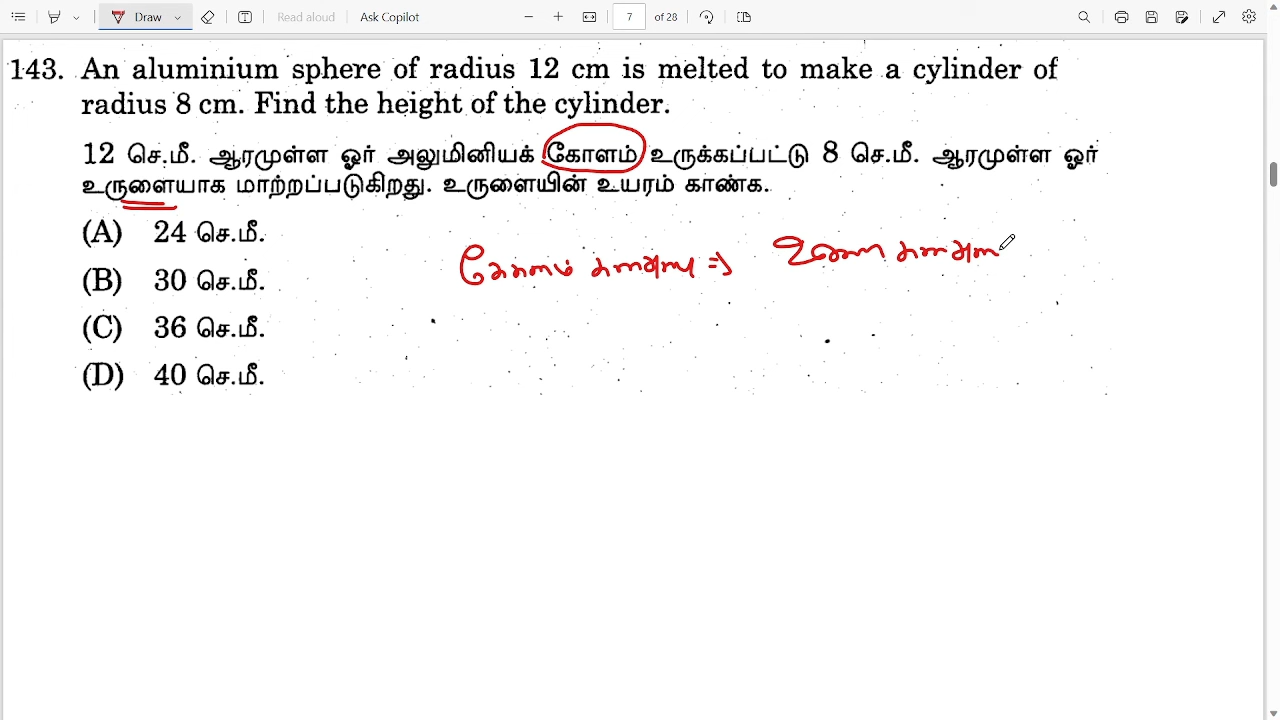 Draw
Read aloud
Ask Copilot
7 of 28
143. An aluminium sphere of radius 12 cm is melted to make a cylinder of
radius 8 cm. Find the height of the cylinder.
12 செ.மீ. ஆரமுள்ள ஓர் அலுமினியக் கோளம் உருக்கப்பட்டு 8 செ.மீ. ஆரமுள்ள ஓர்
உருளையாக மாற்றப்படுகிறது. உருளையின் உயரம் காண்க.
(A) 24 செ.மீ.
(B) 30 செ.மீ.
(C) 36 செ.மீ.
(D) 40 செ.மீ.
கோளம் கனஅளவு =>